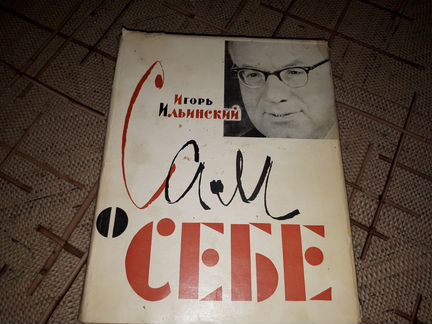 Игорь
Ильинский
Сам
о
СЕБЕ